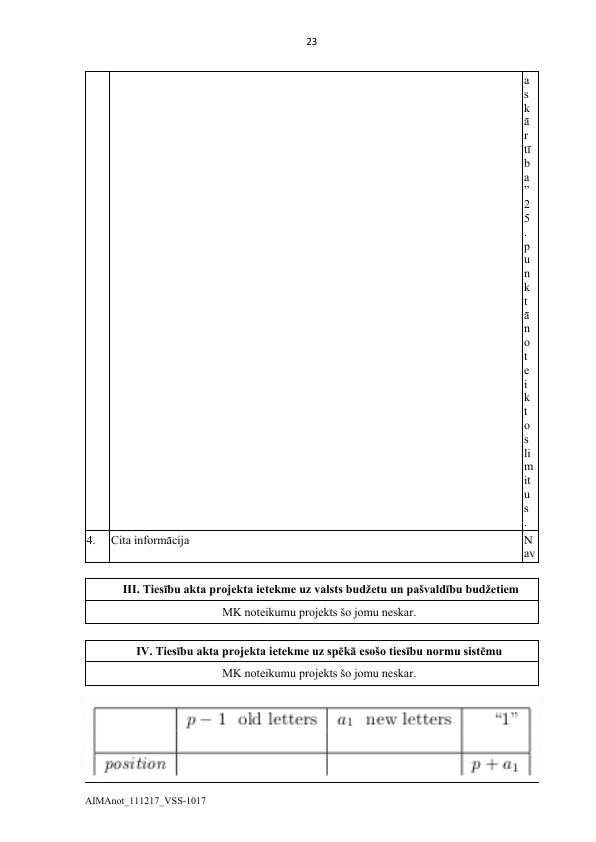 23
a
s
k
ā
r
tī
b
a
”
2
5
.
p
u
n
k
t
ā
n
o
t
e
i
k
t
o
s
li
m
it
u
s
.
4. Cita informācija N
av
III. Tiesību akta projekta ietekme uz valsts budžetu un pašvaldību budžetiem
MK noteikumu projekts šo jomu neskar.
IV. Tiesību akta projekta ietekme uz spēkā esošo tiesību normu sistēmu
MK noteikumu projekts šo jomu neskar.
p − 1 old letters a₁ new letters “1”
position p + a₁
AIMAnot_111217_VSS-1017